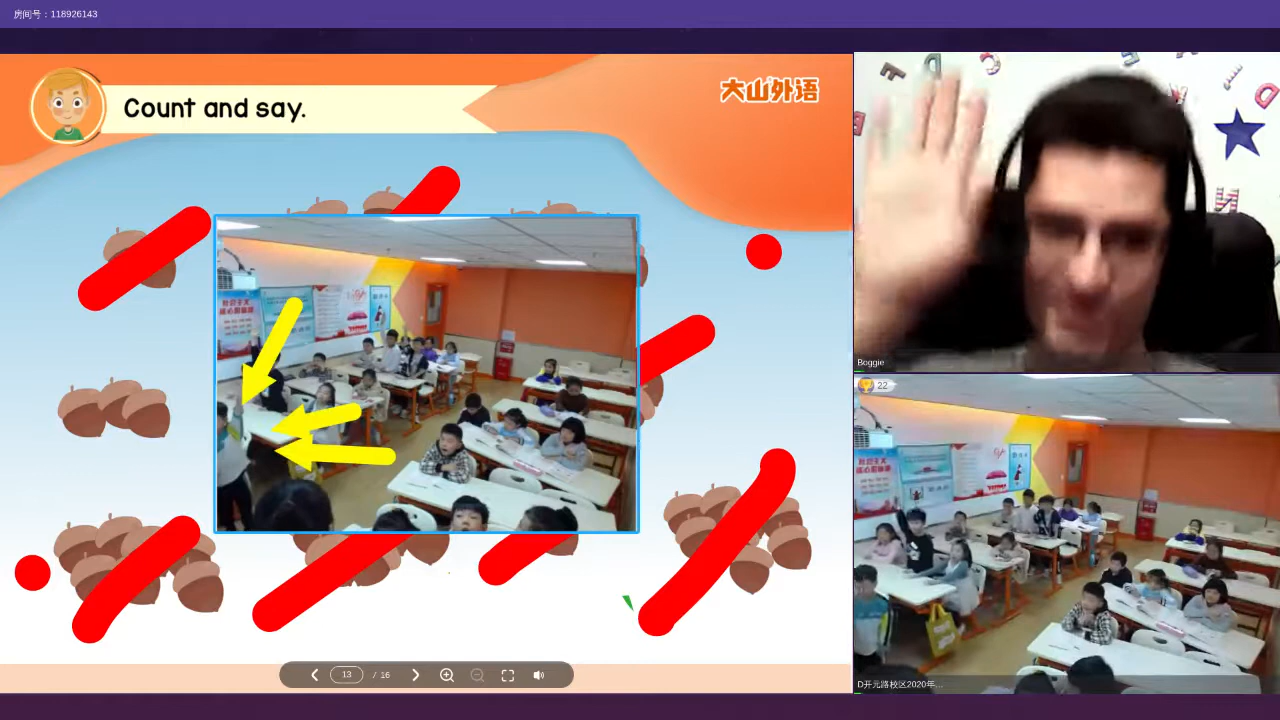 房间号：118926143
Count and say.
大山外语
Boggie
22
13 / 16
D开元路校区2020年...